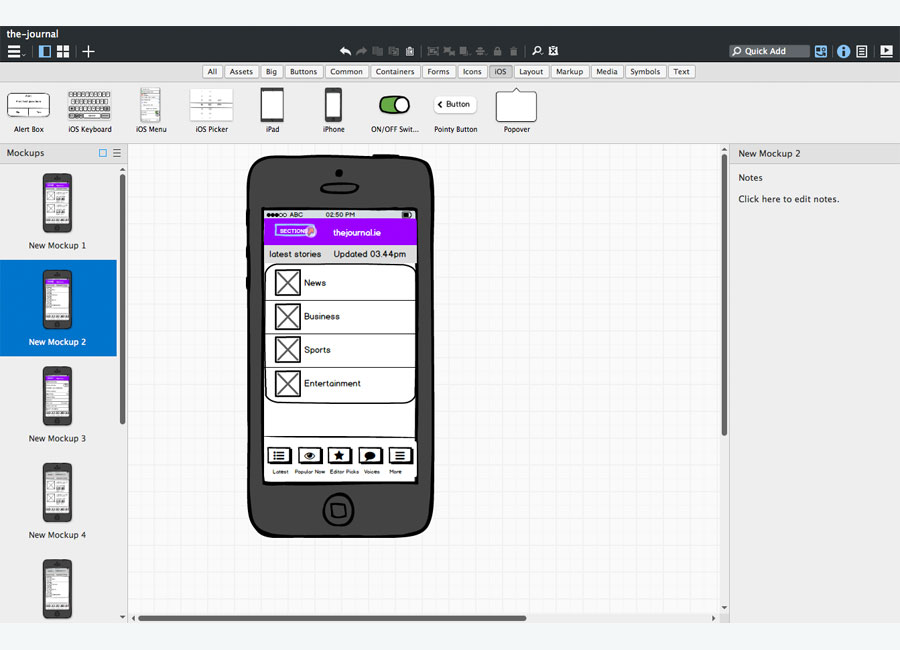 the-journal
Quick Add
All Assets Big Buttons Common Containers Forms Icons iOS Layout Markup Media Symbols Text
Button
Alert Box iOS Keyboard iOS Menu iOS Picker iPad iPhone ON/OFF Swit... Pointy Button Popover
Mockups
New Mockup 1
New Mockup 2
New Mockup 3
New Mockup 4
ABC 02:50 PM
SECTIONS thejournal.ie
latest stories Updated 03.44pm
News
Business
Sports
Entertainment
Latest Popular Now Editor Picks Voices More
New Mockup 2
Notes
Click here to edit notes.